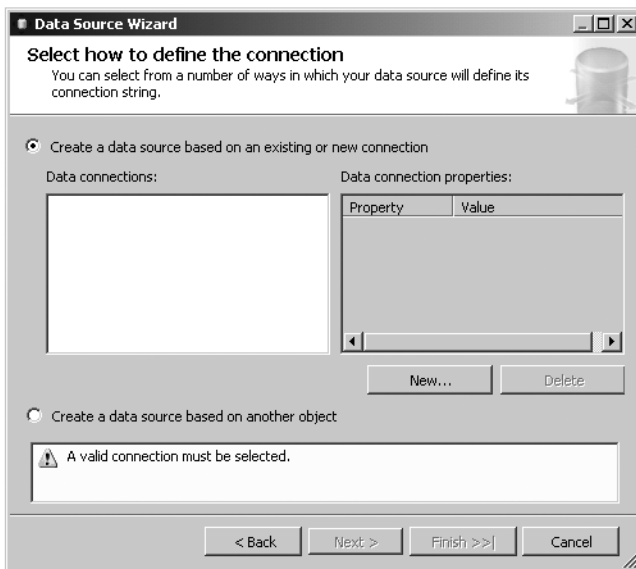 Data Source Wizard
Select how to define the connection
You can select from a number of ways in which your data source will define its
connection string.
Create a data source based on an existing or new connection
Data connections:
Data connection properties:
Property Value
New... Delete
Create a data source based on another object
A valid connection must be selected.
< Back Next > Finish >>| Cancel